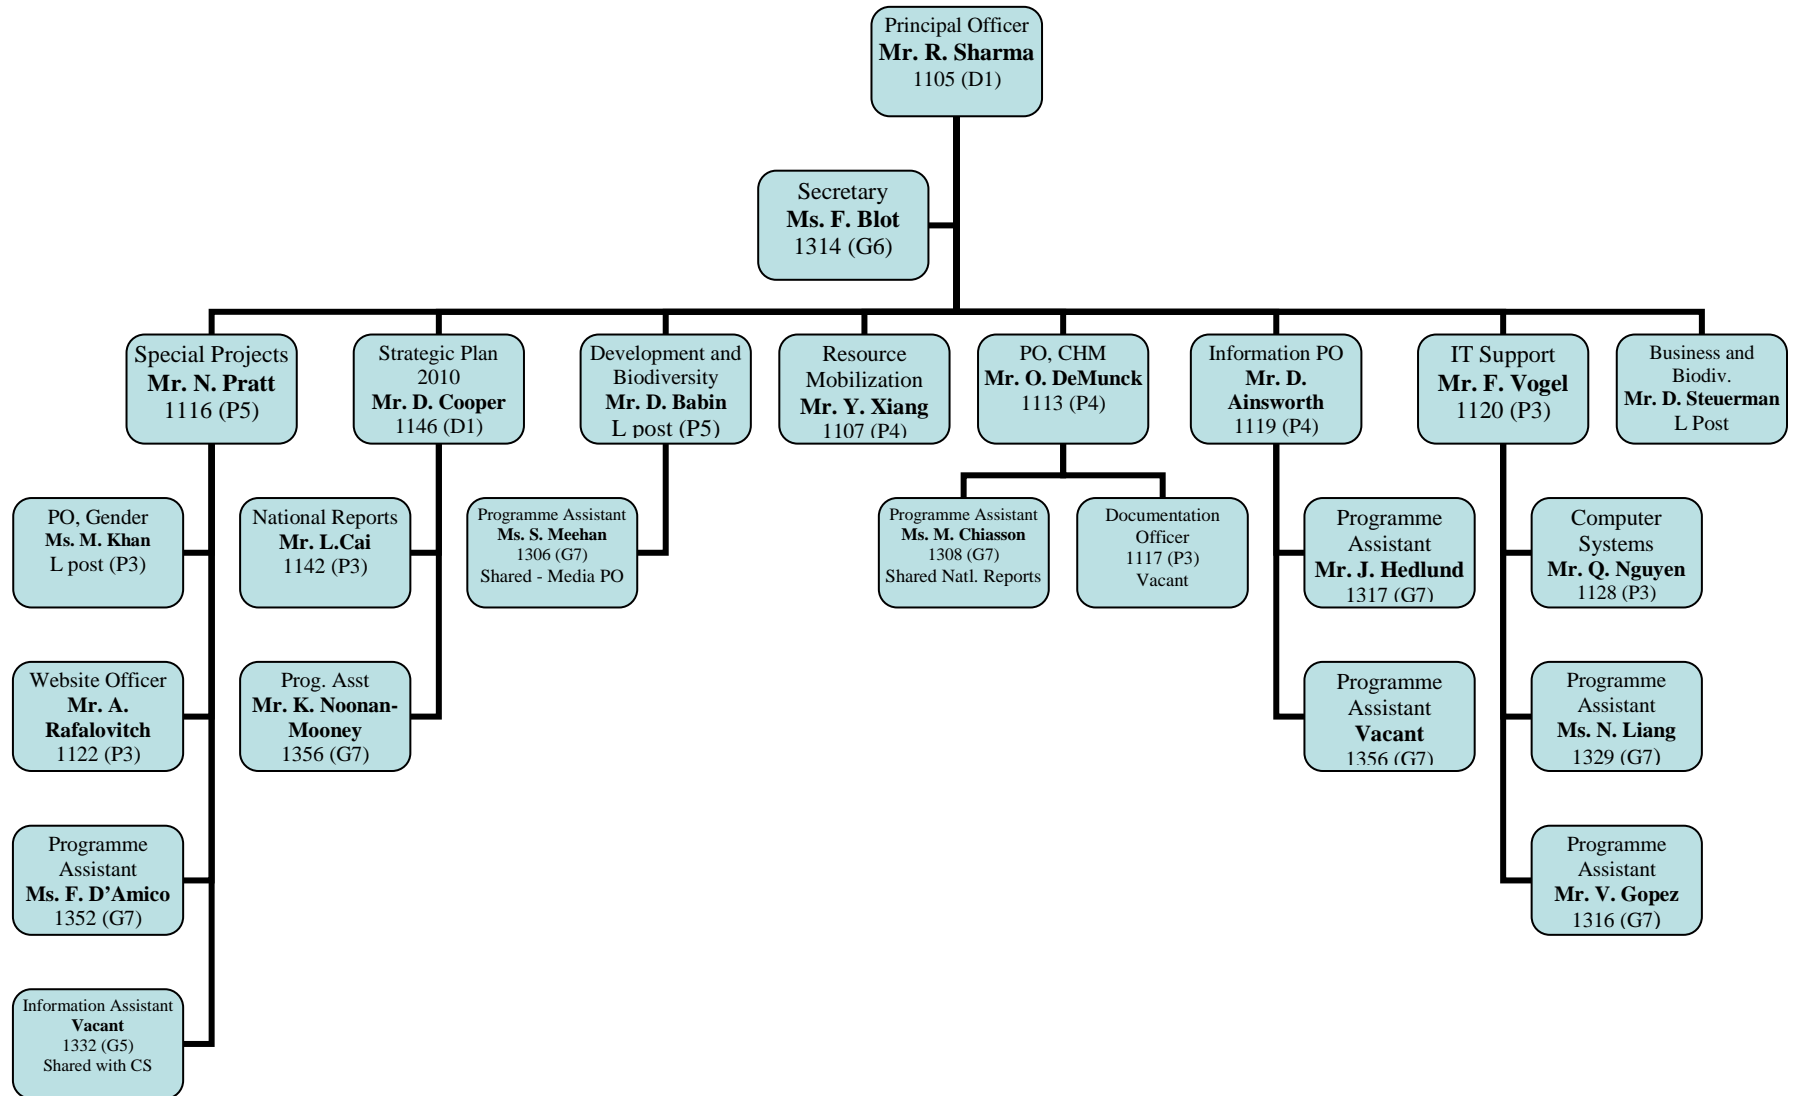 Principal Officer
Mr. R. Sharma
1105 (D1)
Secretary
Ms. F. Blot
1314 (G6)
Special Projects
Mr. N. Pratt
1116 (P5)
Strategic Plan
2010
Mr. D. Cooper
1146 (D1)
Development and
Biodiversity
Mr. D. Babin
L post (P5)
Resource
Mobilization
Mr. Y. Xiang
1107 (P4)
PO, CHM
Mr. O. DeMunck
1113 (P4)
Information PO
Mr. D.
Ainsworth
1119 (P4)
IT Support
Mr. F. Vogel
1120 (P3)
Business and
Biodiv.
Mr. D. Steuerman
L Post
PO, Gender
Ms. M. Khan
L post (P3)
National Reports
Mr. L.Cai
1142 (P3)
Programme Assistant
Ms. S. Meehan
1306 (G7)
Shared - Media PO
Programme Assistant
Ms. M. Chiasson
1308 (G7)
Shared Natl. Reports
Documentation
Officer
1117 (P3)
Vacant
Programme
Assistant
Mr. J. Hedlund
1317 (G7)
Computer
Systems
Mr. Q. Nguyen
1128 (P3)
Website Officer
Mr. A.
Rafalovitch
1122 (P3)
Prog. Asst
Mr. K. Noonan-
Mooney
1356 (G7)
Programme
Assistant
Vacant
1356 (G7)
Programme
Assistant
Ms. N. Liang
1329 (G7)
Programme
Assistant
Ms. F. D’Amico
1352 (G7)
Programme
Assistant
Mr. V. Gopez
1316 (G7)
Information Assistant
Vacant
1332 (G5)
Shared with CS